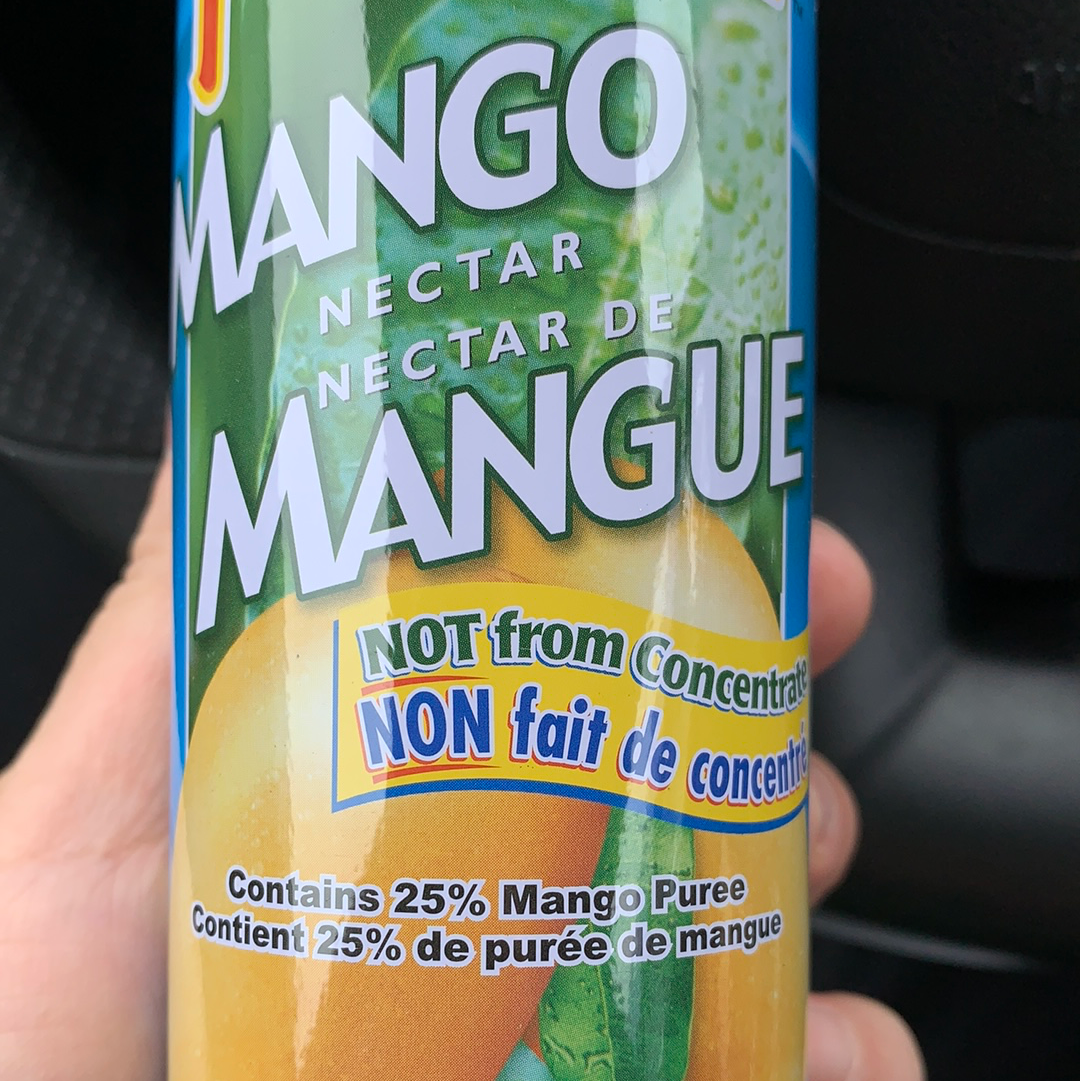 MANGO
NECTAR
NECTAR DE
MANGUE
NOT from Concentrate
NON fait de concentré
Contains 25% Mango Puree
Contient 25% de purée de mangue